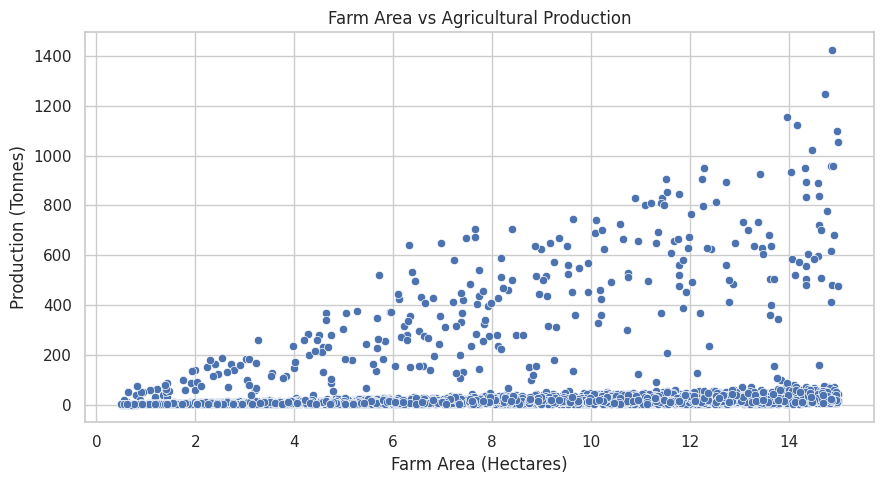 Farm Area vs Agricultural Production
Production (Tonnes)
1400
1200
1000
800
600
400
200
0
0 2 4 6 8 10 12 14
Farm Area (Hectares)